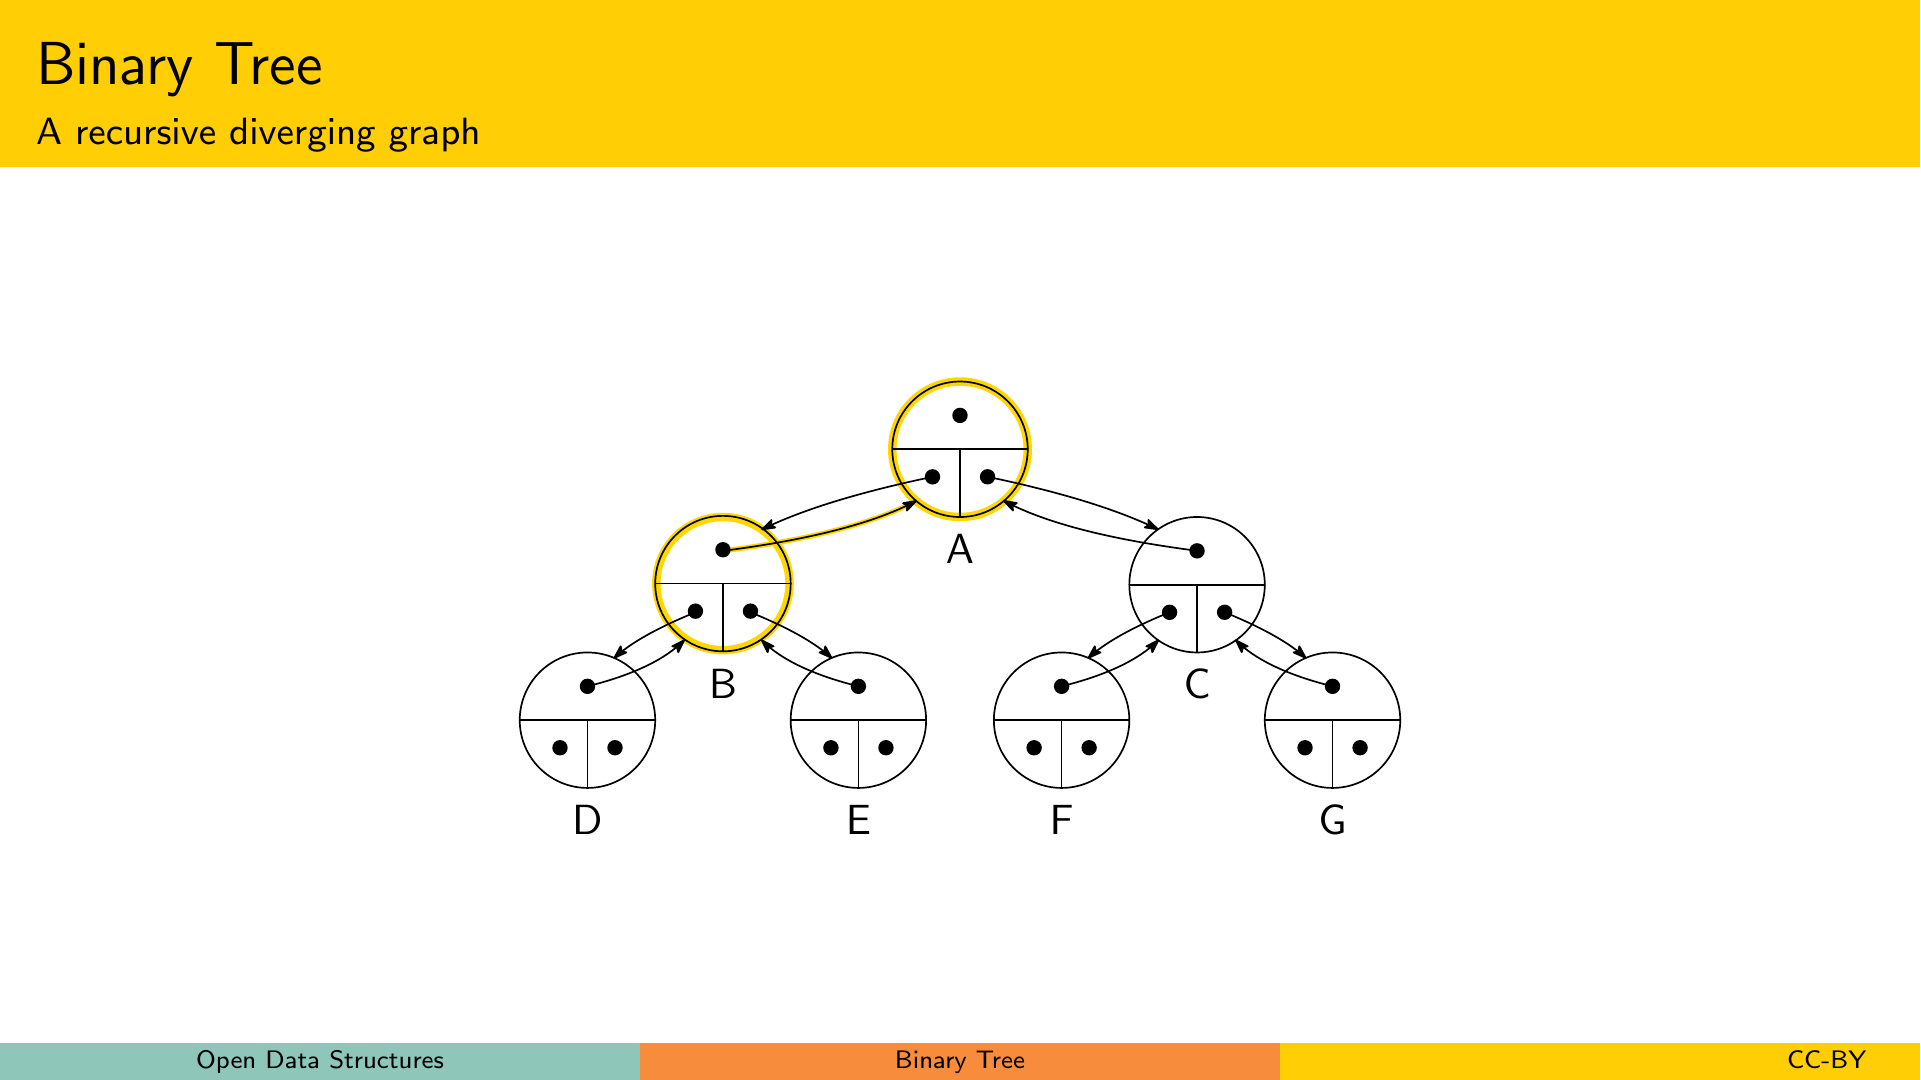 Binary Tree
A recursive diverging graph
A
B
C
D
E
F
G
Open Data Structures
Binary Tree
CC-BY